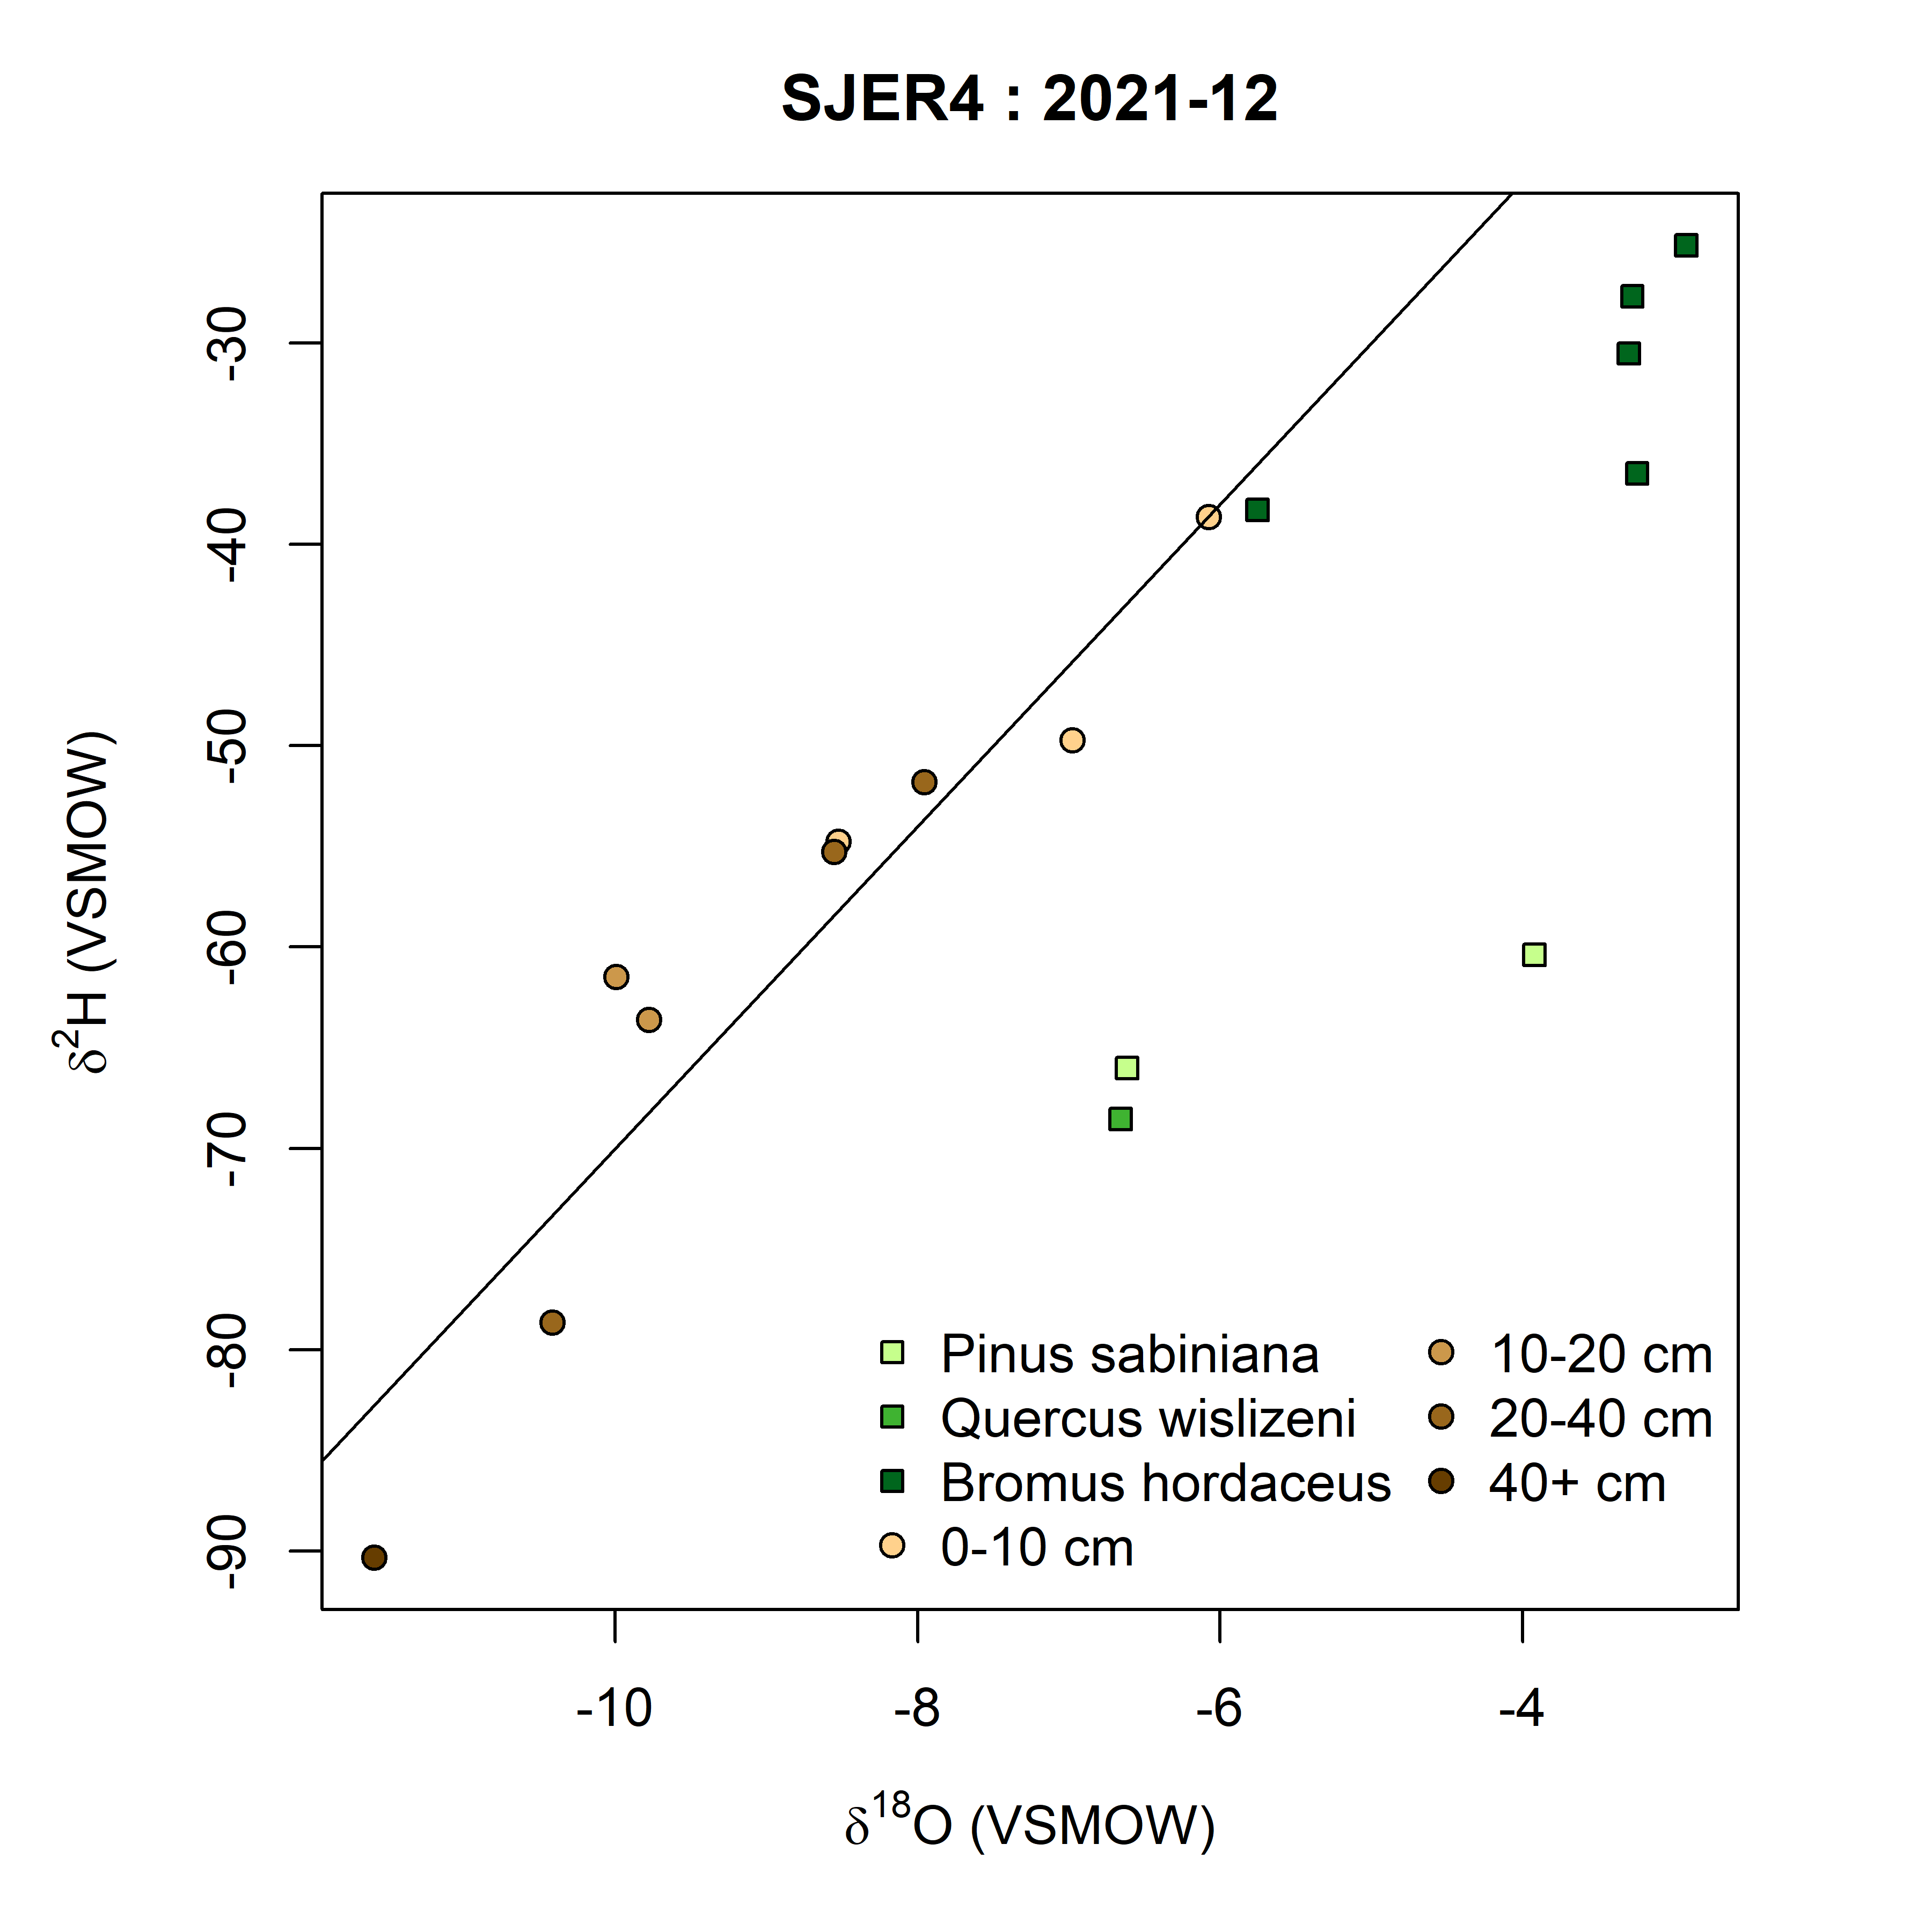 SJER4 : 2021-12
δ²H (VSMOW)
-30
-40
-50
-60
-70
-80
-90
Pinus sabiniana
Quercus wislizeni
Bromus hordaceus
0-10 cm
10-20 cm
20-40 cm
40+ cm
-10 -8 -6 -4
δ¹⁸O (VSMOW)